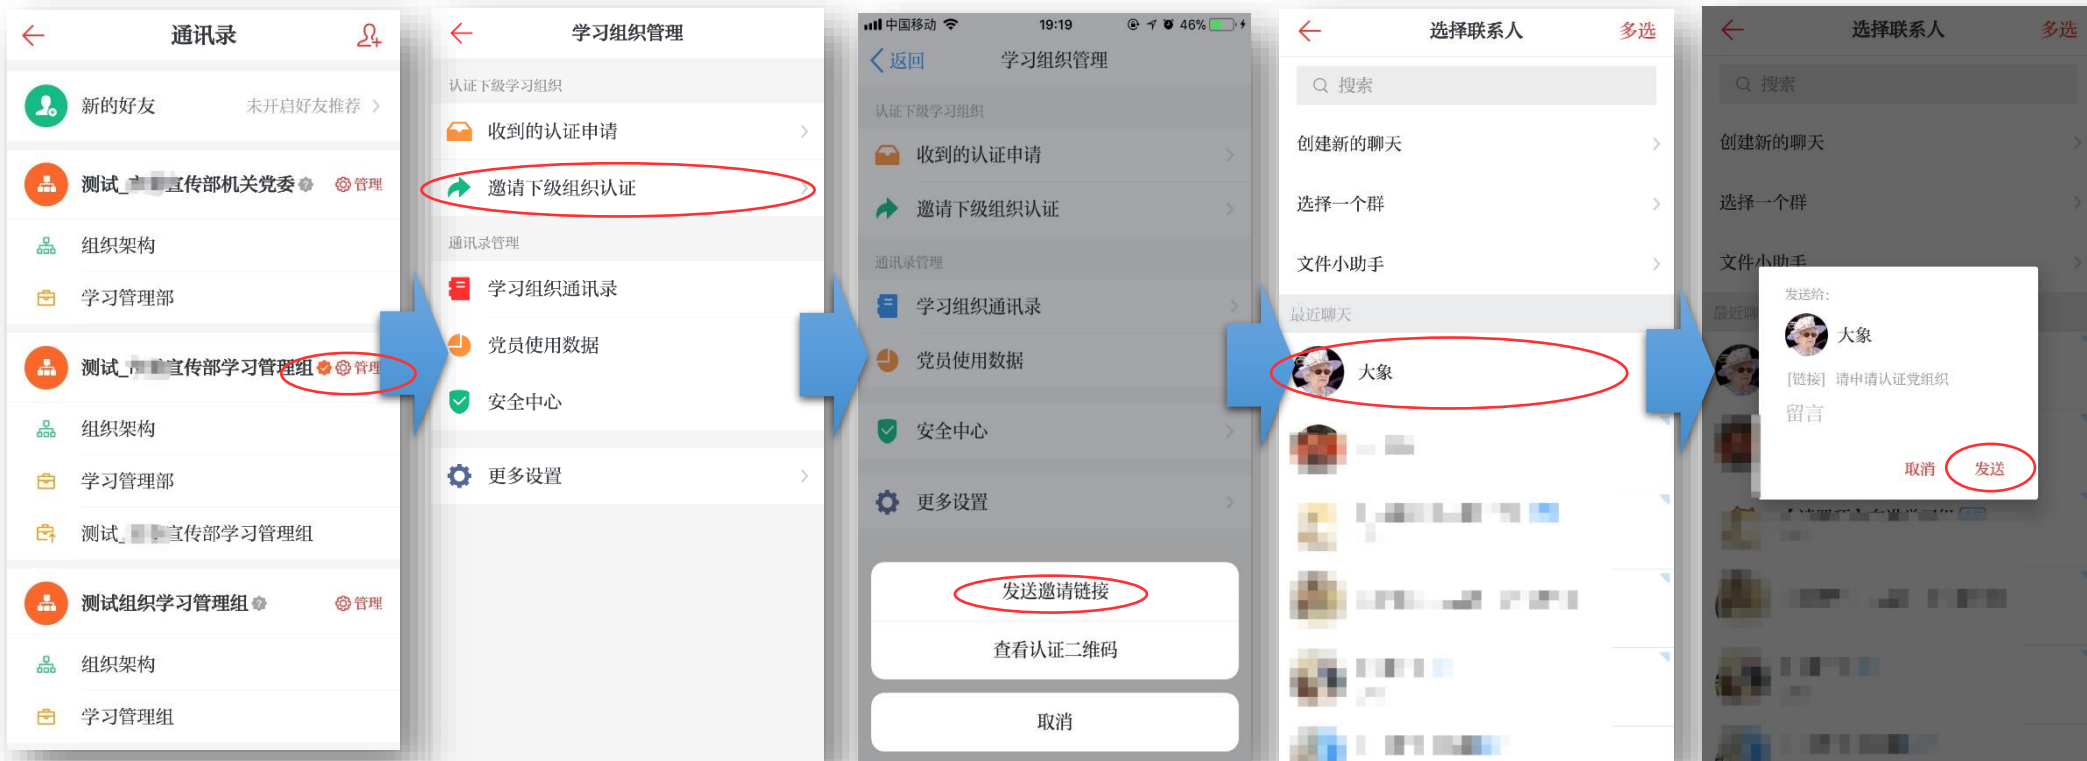 通讯录
新的好友 未开启好友推荐
测试_ 宣传部机关党委 管理
组织架构
学习管理部
测试_ 宣传部学习管理组 管理
组织架构
学习管理部
测试_ 宣传部学习管理组
测试组织学习管理组 管理
组织架构
学习管理组
学习组织管理
认证下级学习组织
收到的认证申请
邀请下级组织认证
通讯录管理
学习组织通讯录
党员使用数据
安全中心
更多设置
中国移动 19:19 46%
返回 学习组织管理
认证下级学习组织
收到的认证申请
邀请下级组织认证
通讯录管理
学习组织通讯录
党员使用数据
安全中心
更多设置
发送邀请链接
查看认证二维码
取消
选择联系人 多选
搜索
创建新的聊天
选择一个群
文件小助手
最近聊天
大象
选择联系人 多选
搜索
创建新的聊天
选择一个群
文件小助手
发送给:
大象
[链接] 请申请认证党组织
留言
取消 发送